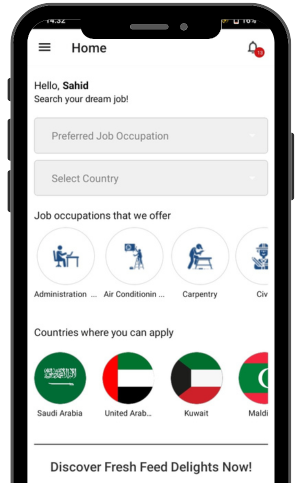 14:32
16%
Home
13
Hello, Sahid
Search your dream job!
Preferred Job Occupation
Select Country
Job occupations that we offer
Administration ... Air Conditionin ... Carpentry Civ
Countries where you can apply
Saudi Arabia United Arab... Kuwait Maldi
Discover Fresh Feed Delights Now!